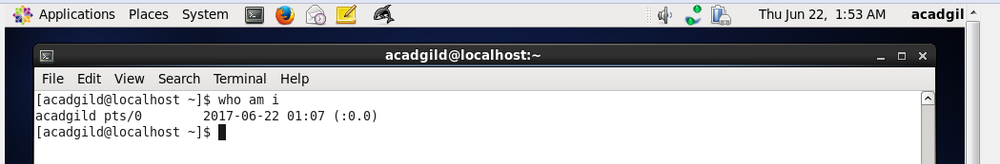 Applications Places System Thu Jun 22, 1:53 AM acadgil
acadgild@localhost:~
File Edit View Search Terminal Help
[acadgild@localhost ~]$ who am i
acadgild pts/0        2017-06-22 01:07 (:0.0)
[acadgild@localhost ~]$